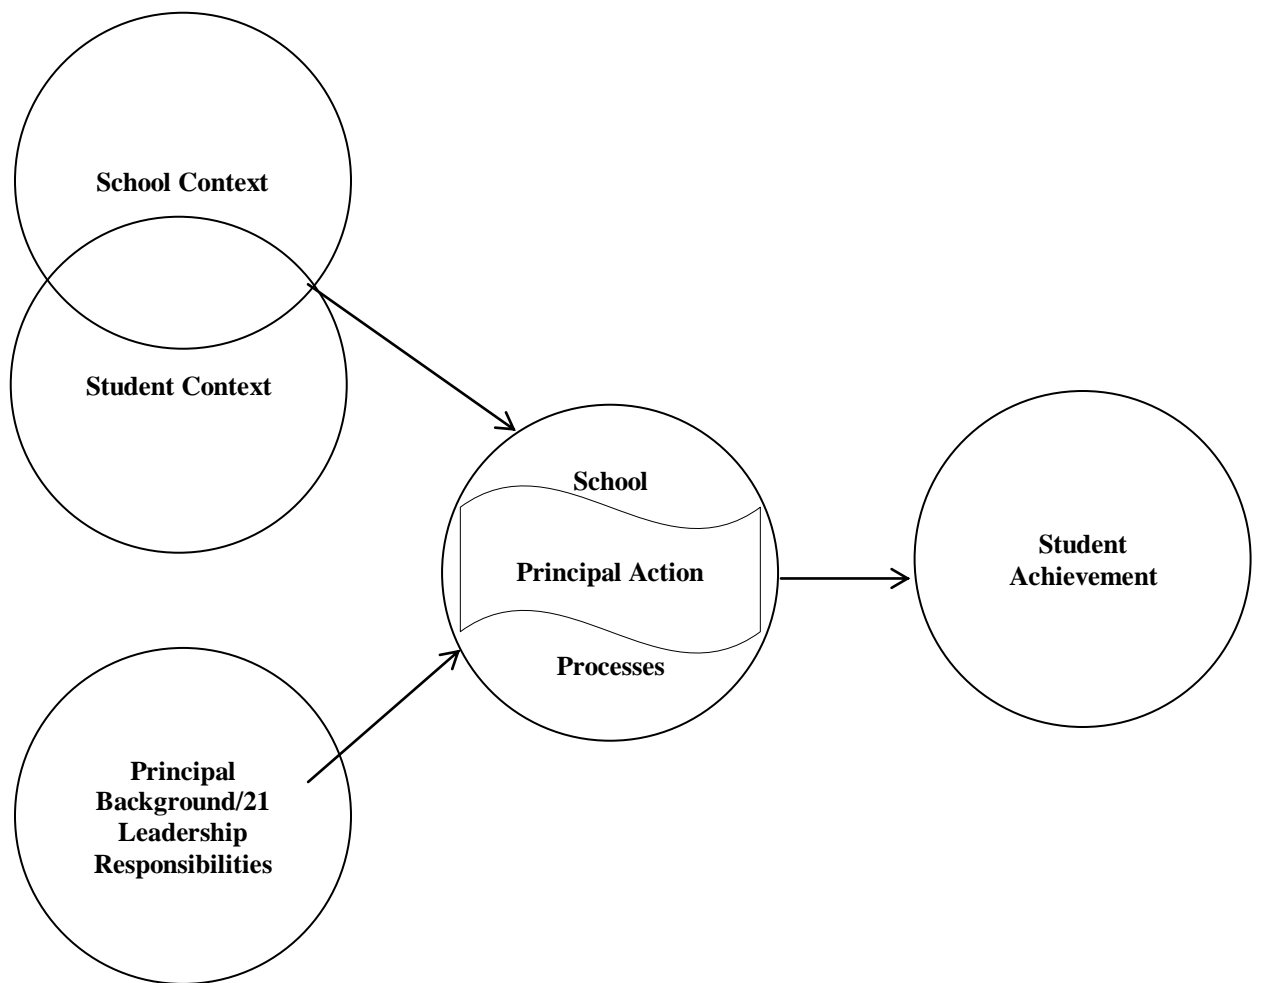 School Context
Student Context
School
Principal Action
Processes
Student
Achievement
Principal
Background/21
Leadership
Responsibilities